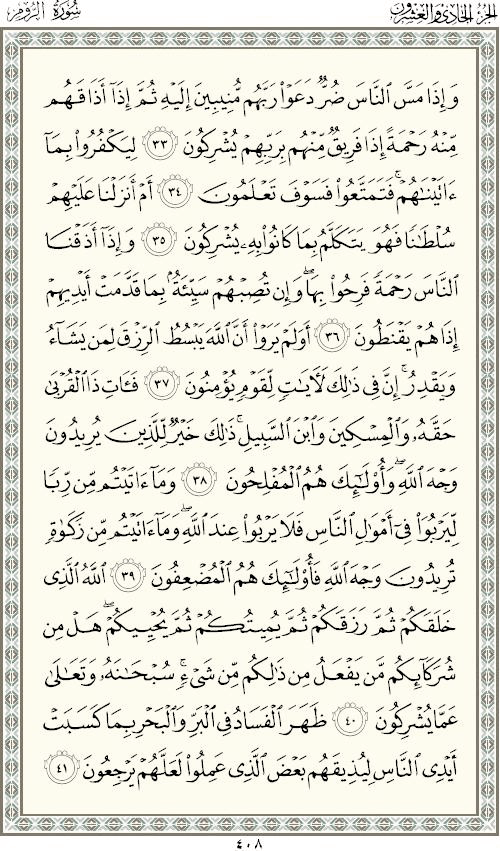 الجزء الحادي والعشرون
سُورَةُ الرُّومِ
وَإِذَا مَسَّ ٱلنَّاسَ ضُرٌّ دَعَوْا۟ رَبَّهُم مُّنِيبِينَ إِلَيْهِ ثُمَّ إِذَآ أَذَاقَهُم
مِّنْهُ رَحْمَةً إِذَا فَرِيقٌ مِّنْهُم بِرَبِّهِمْ يُشْرِكُونَ ٣٣ لِيَكْفُرُوا۟ بِمَآ
ءَاتَيْنَٰهُمْ ۚ فَتَمَتَّعُوا۟ فَسَوْفَ تَعْلَمُونَ ٣٤ أَمْ أَنزَلْنَا عَلَيْهِمْ
سُلْطَٰنًا فَهُوَ يَتَكَلَّمُ بِمَا كَانُوا۟ بِهِۦ يُشْرِكُونَ ٣٥ وَإِذَآ أَذَقْنَا
ٱلنَّاسَ رَحْمَةً فَرِحُوا۟ بِهَا ۖ وَإِن تُصِبْهُمْ سَيِّئَةٌۢ بِمَا قَدَّمَتْ أَيْدِيهِمْ
إِذَا هُمْ يَقْنَطُونَ ٣٦ أَوَلَمْ يَرَوْا۟ أَنَّ ٱللَّهَ يَبْسُطُ ٱلرِّزْقَ لِمَن يَشَآءُ
وَيَقْدِرُ ۚ إِنَّ فِى ذَٰلِكَ لَءَايَٰتٍ لِّقَوْمٍ يُؤْمِنُونَ ٣٧ فَـَٔاتِ ذَا ٱلْقُرْبَىٰ
حَقَّهُۥ وَٱلْمِسْكِينَ وَٱبْنَ ٱلسَّبِيلِ ۚ ذَٰلِكَ خَيْرٌ لِّلَّذِينَ يُرِيدُونَ
وَجْهَ ٱللَّهِ ۖ وَأُو۟لَٰٓئِكَ هُمُ ٱلْمُفْلِحُونَ ٣٨ وَمَآ ءَاتَيْتُم مِّن رِّبًا
لِّيَرْبُوَا۟ فِىٓ أَمْوَٰلِ ٱلنَّاسِ فَلَا يَرْبُوا۟ عِندَ ٱللَّهِ ۖ وَمَآ ءَاتَيْتُم مِّن زَكَوٰةٍ
تُرِيدُونَ وَجْهَ ٱللَّهِ فَأُو۟لَٰٓئِكَ هُمُ ٱلْمُضْعِفُونَ ٣٩ ٱللَّهُ ٱلَّذِى
خَلَقَكُمْ ثُمَّ رَزَقَكُمْ ثُمَّ يُمِيتُكُمْ ثُمَّ يُحْيِيكُمْ ۖ هَلْ مِن
شُرَكَآئِكُم مَّن يَفْعَلُ مِن ذَٰلِكُم مِّن شَىْءٍ ۚ سُبْحَٰنَهُۥ وَتَعَٰلَىٰ
عَمَّا يُشْرِكُونَ ٤٠ ظَهَرَ ٱلْفَسَادُ فِى ٱلْبَرِّ وَٱلْبَحْرِ بِمَا كَسَبَتْ
أَيْدِى ٱلنَّاسِ لِيُذِيقَهُم بَعْضَ ٱلَّذِى عَمِلُوا۟ لَعَلَّهُمْ يَرْجِعُونَ ٤١
٤٠٨